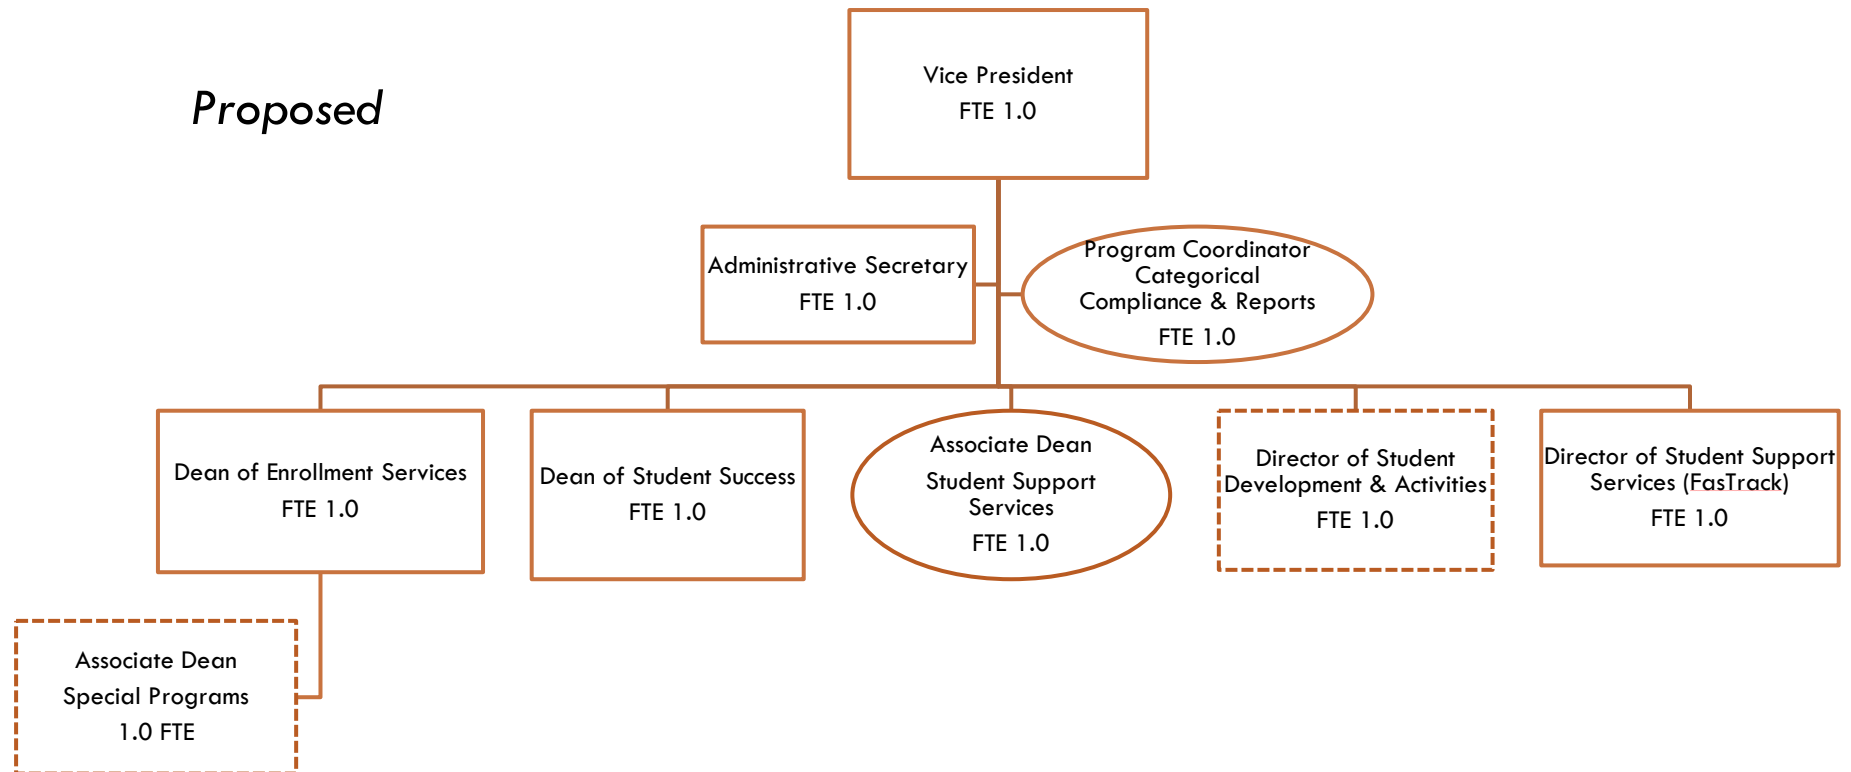 Proposed
Vice President
FTE 1.0
Administrative Secretary
FTE 1.0
Program Coordinator
Categorical
Compliance & Reports
FTE 1.0
Dean of Enrollment Services
FTE 1.0
Dean of Student Success
FTE 1.0
Associate Dean
Student Support
Services
FTE 1.0
Director of Student
Development & Activities
FTE 1.0
Director of Student Support
Services (FasTrack)
FTE 1.0
Associate Dean
Special Programs
1.0 FTE